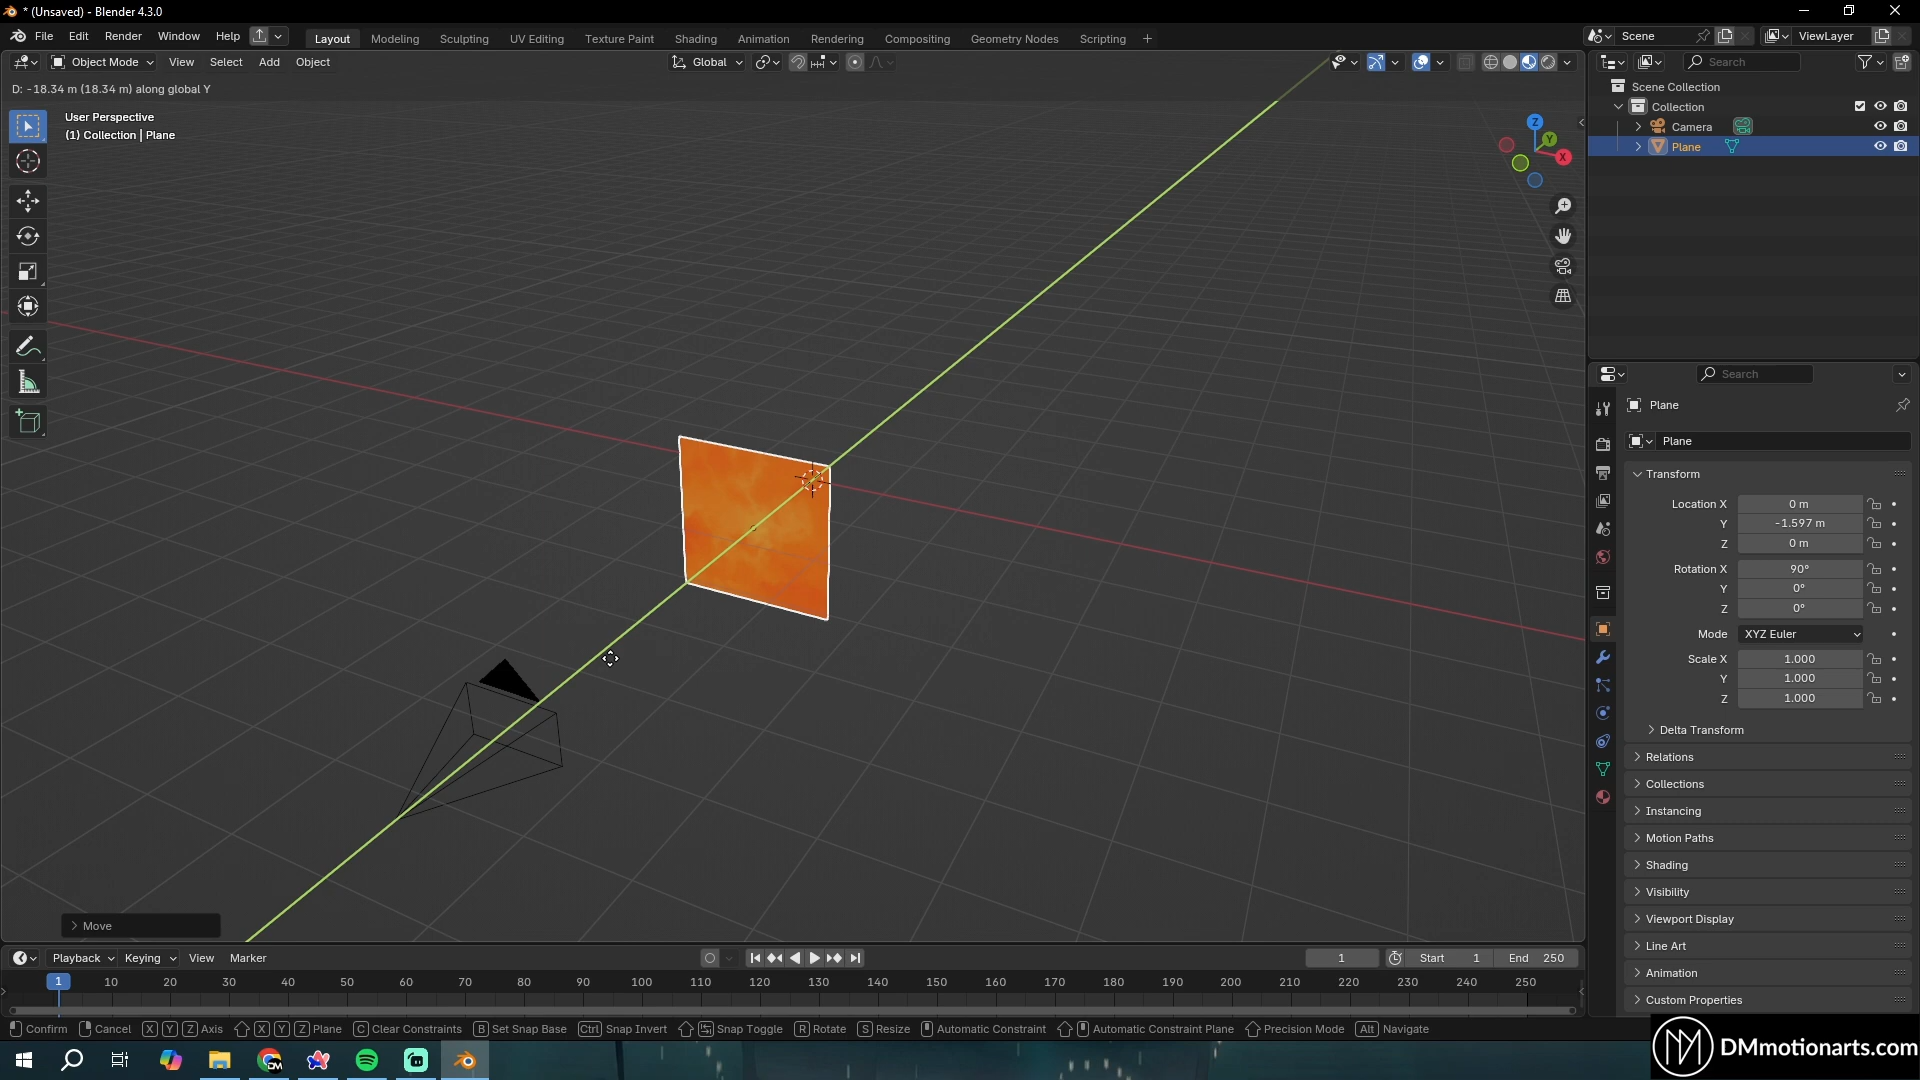 * (Unsaved) - Blender 4.3.0
File Edit Render Window Help Layout Modeling Sculpting UV Editing Texture Paint Shading Animation Rendering Compositing Geometry Nodes Scripting + Scene ViewLayer
Object Mode View Select Add Object Global Search
D: -18.34 m (18.34 m) along global Y
User Perspective
(1) Collection | Plane
Z
Y
X
Scene Collection
Collection
Camera
Plane
Search
Plane
Plane
Transform
Location X 0 m
Y -1.597 m
Z 0 m
Rotation X 90°
Y 0°
Z 0°
Mode XYZ Euler
Scale X 1.000
Y 1.000
Z 1.000
Delta Transform
Relations
Collections
Instancing
Motion Paths
Shading
Visibility
Viewport Display
Line Art
Animation
Custom Properties
Move
Playback Keying View Marker 1 Start 1 End 250
1 10 20 30 40 50 60 70 80 90 100 110 120 130 140 150 160 170 180 190 200 210 220 230 240 250
Confirm Cancel X Y Z Axis X Y Z Plane C Clear Constraints B Set Snap Base Ctrl Snap Invert Snap Toggle R Rotate S Resize Automatic Constraint Automatic Constraint Plane Precision Mode Alt Navigate
DM
DMmotionarts.com